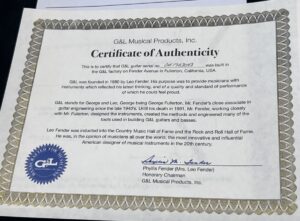 G&L Musical Products, Inc.
Certificate of Authenticity
This is to certify that G&L guitar serial no. was built in
the G&L factory on Fender Avenue in Fullerton, California, USA.
G&L was founded in 1980 by Leo Fender. His purpose was to provide musicians with
instruments which reflected his latest thinking, and of a quality and standard of performance
of which he could feel proud.
G&L stands for George and Leo, George being George Fullerton, Mr. Fender's close associate in
guitar engineering since the late 1940's. Until his death in 1991, Mr. Fender, working closely
with Mr. Fullerton, designed the instruments, created the methods and engineered many of the
tools used in building G&L guitars and basses.
Leo Fender was inducted into the Country Music Hall of Fame and the Rock and Roll Hall of Fame.
He was, in the opinion of musicians all over the world, the most innovative and influential
American designer of musical instruments in the 20th century.
G&L
Phyllis M. Fender
Phyllis Fender (Mrs. Leo Fender)
Honorary Chairman
G&L Musical Products, Inc.